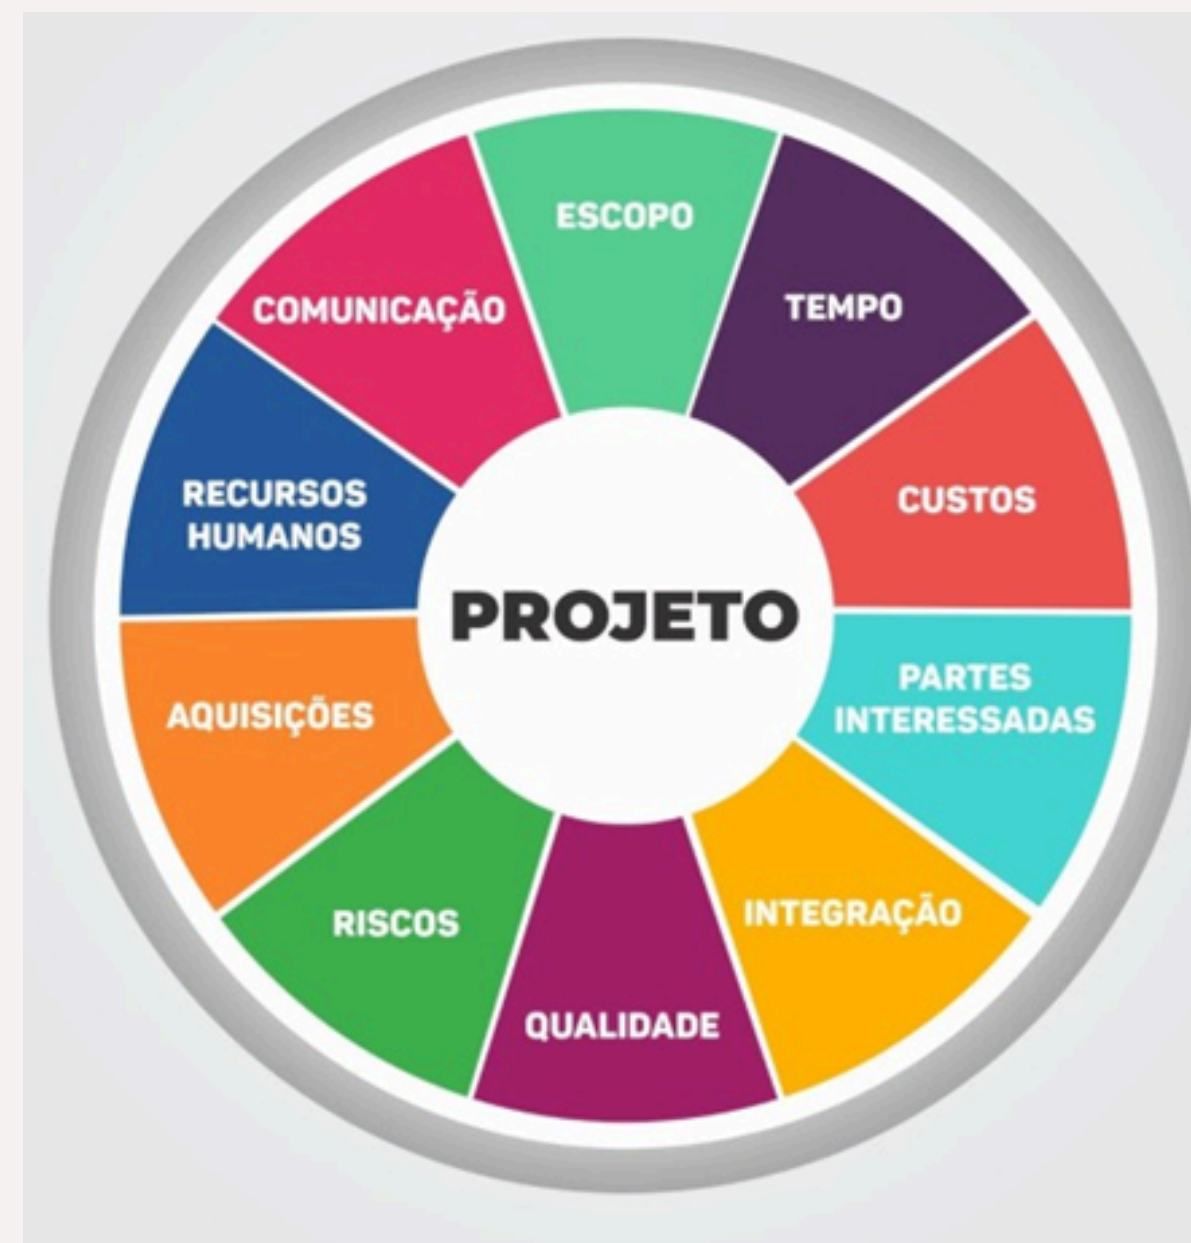 ESCOPO
TEMPO
CUSTOS
PARTES
INTERESSADAS
INTEGRAÇÃO
QUALIDADE
RISCOS
AQUISIÇÕES
RECURSOS
HUMANOS
COMUNICAÇÃO
PROJETO